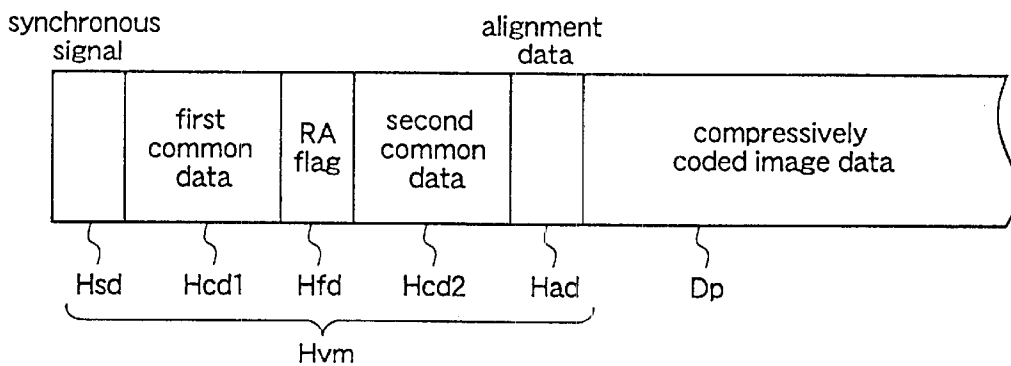 synchronous
signal
alignment
data
first
common
data
RA
flag
second
common
data
compressively
coded image data
Hsd
Hcd1
Hfd
Hcd2
Had
Dp
Hvm